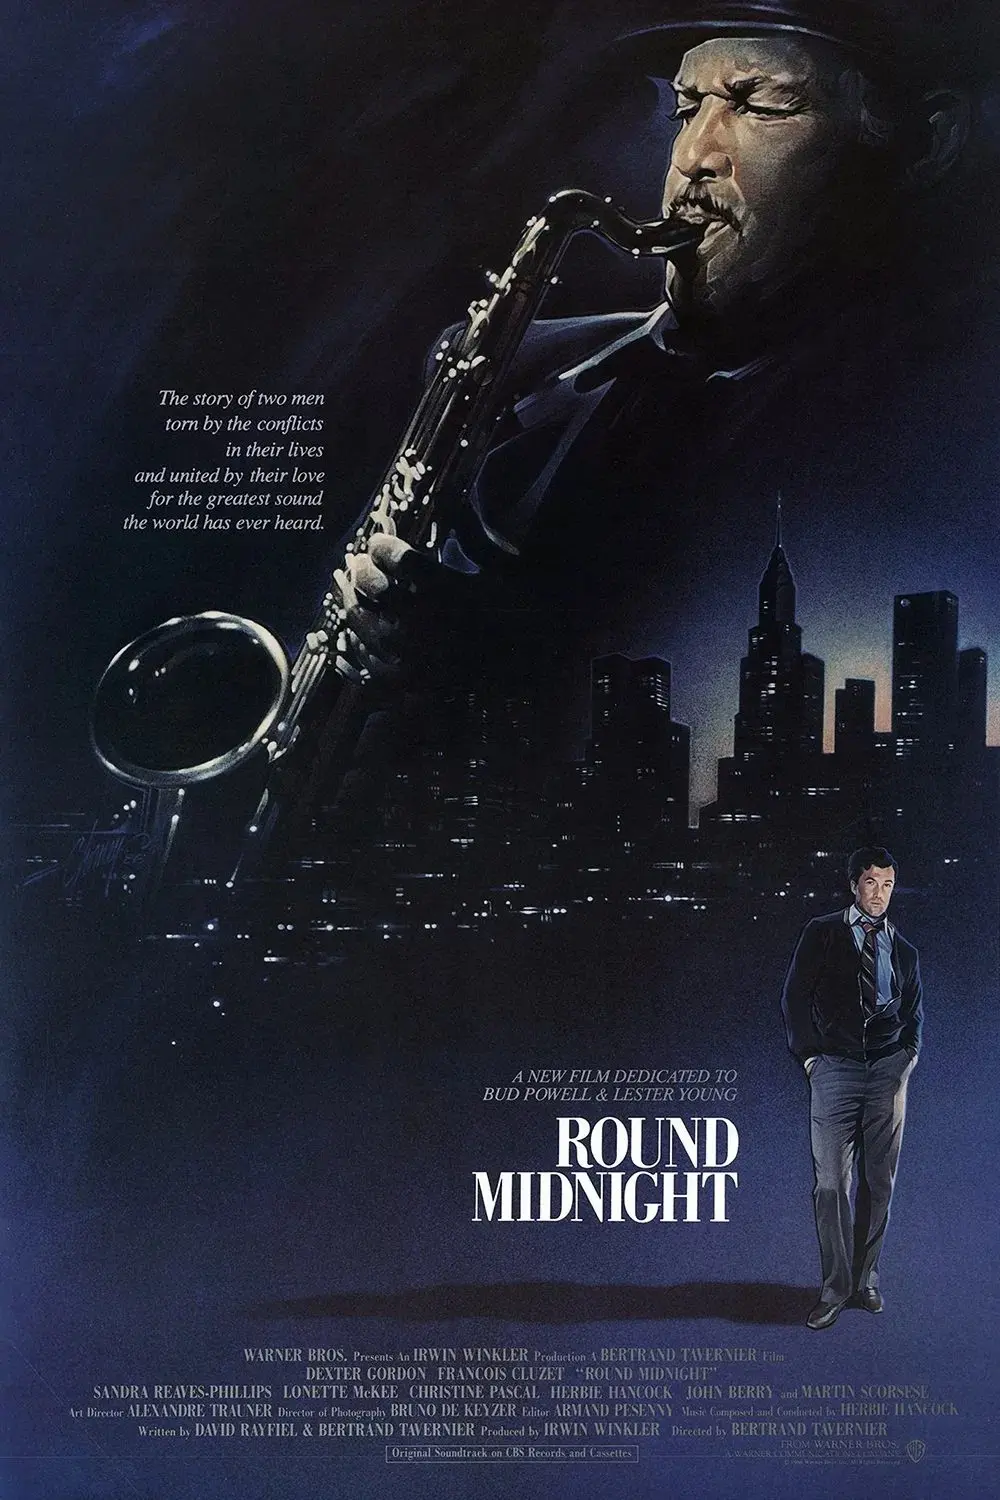 The story of two men
torn by the conflicts
in their lives
and united by their love
for the greatest sound
the world has ever heard.
A NEW FILM DEDICATED TO
BUD POWELL & LESTER YOUNG
ROUND
MIDNIGHT
WARNER BROS. Presents An IRWIN WINKLER Production A BERTRAND TAVERNIER Film
DEXTER GORDON FRANCOIS CLUZET "ROUND MIDNIGHT"
SANDRA REAVES-PHILLIPS LONETTE McKEE CHRISTINE PASCAL HERBIE HANCOCK JOHN BERRY and MARTIN SCORSESE
Art Director ALEXANDRE TRAUNER Director of Photography BRUNO DE KEYZER Editor ARMAND PESENNY Music Composed and Conducted by HERBIE HANCOCK
Written by DAVID RAYFIEL & BERTRAND TAVERNIER Produced by IRWIN WINKLER Directed by BERTRAND TAVERNIER
Original Soundtrack on CBS Records and Cassettes
FROM WARNER BROS.
A WARNER COMMUNICATIONS COMPANY